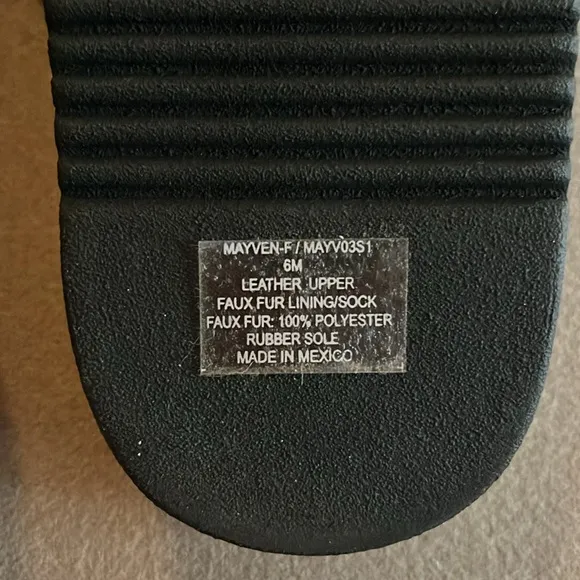 MAYVEN-F / MAYV03S1
6M
LEATHER UPPER
FAUX FUR LINING/SOCK
FAUX FUR: 100% POLYESTER
RUBBER SOLE
MADE IN MEXICO